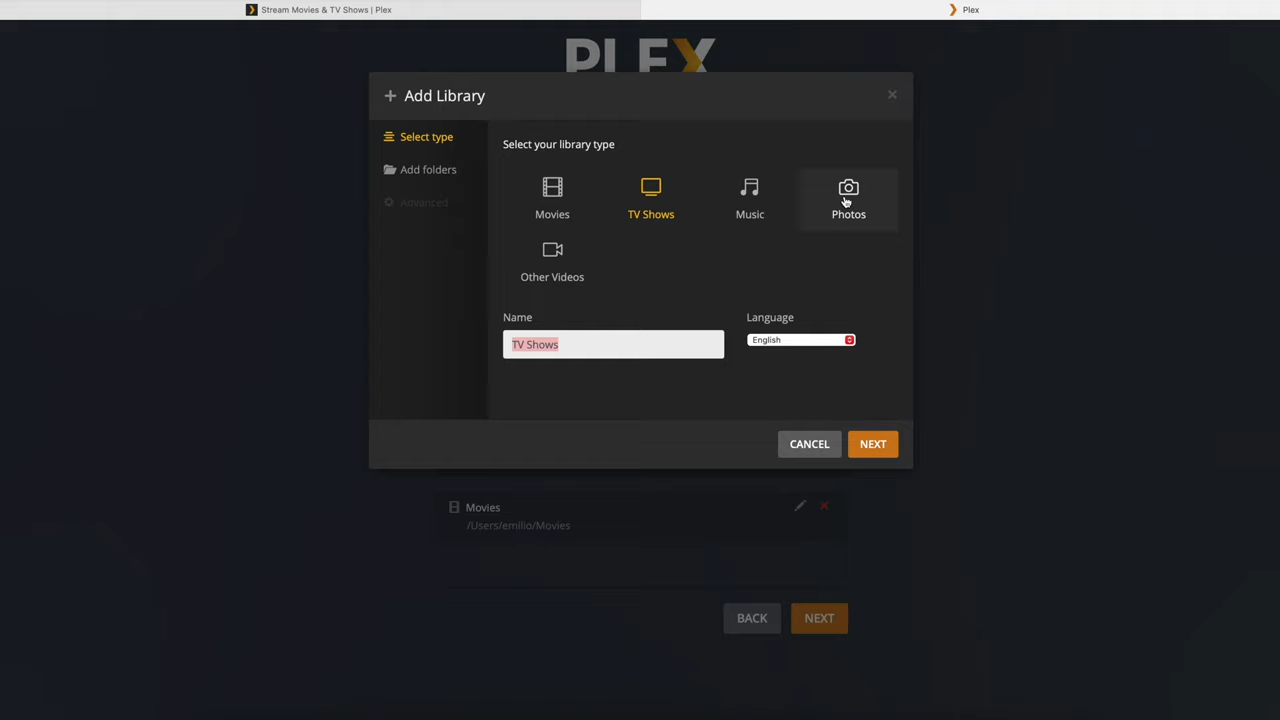 Stream Movies & TV Shows | Plex
Plex
PLEX
Add Library
Select type
Select your library type
Add folders
Advanced
Movies
TV Shows
Music
Photos
Other Videos
Name
Language
TV Shows
English
CANCEL
NEXT
Movies
/Users/emilio/Movies
BACK
NEXT